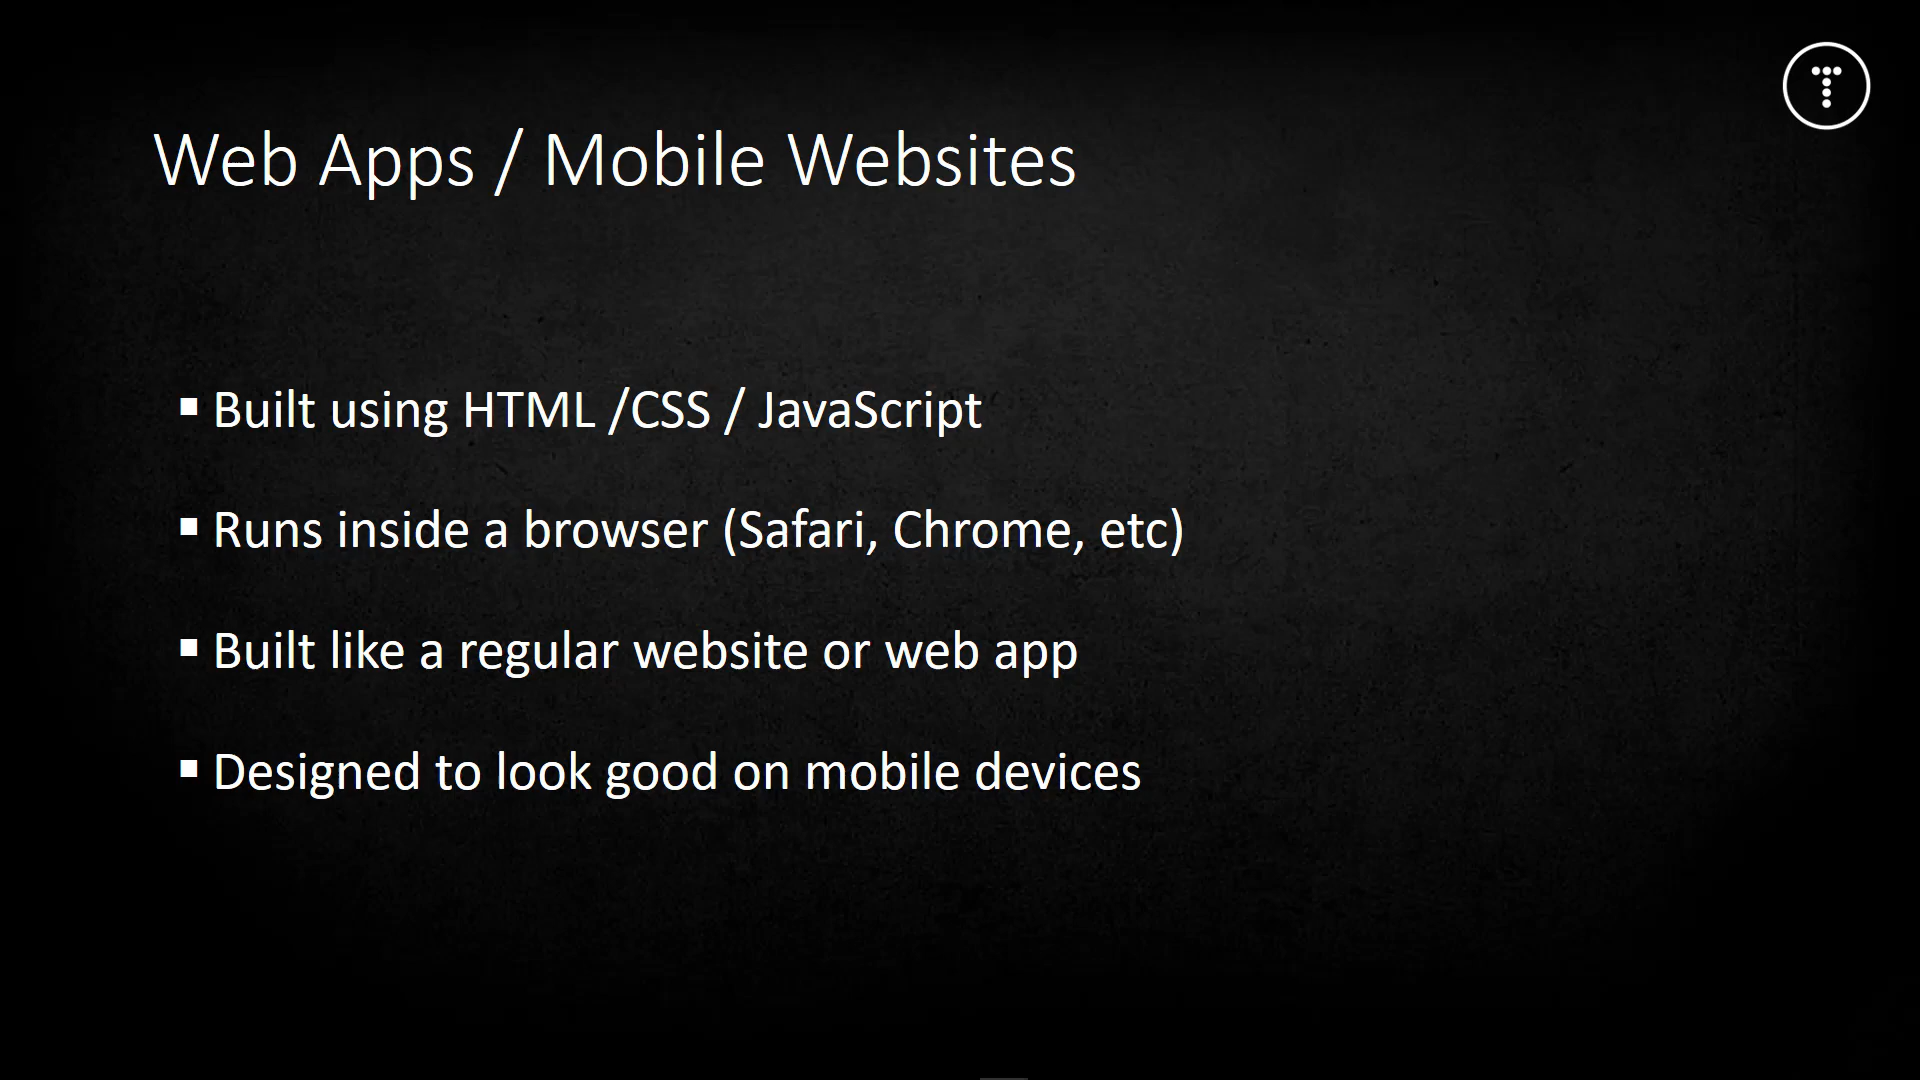 Web Apps / Mobile Websites
▪ Built using HTML /CSS / JavaScript
▪ Runs inside a browser (Safari, Chrome, etc)
▪ Built like a regular website or web app
▪ Designed to look good on mobile devices
T